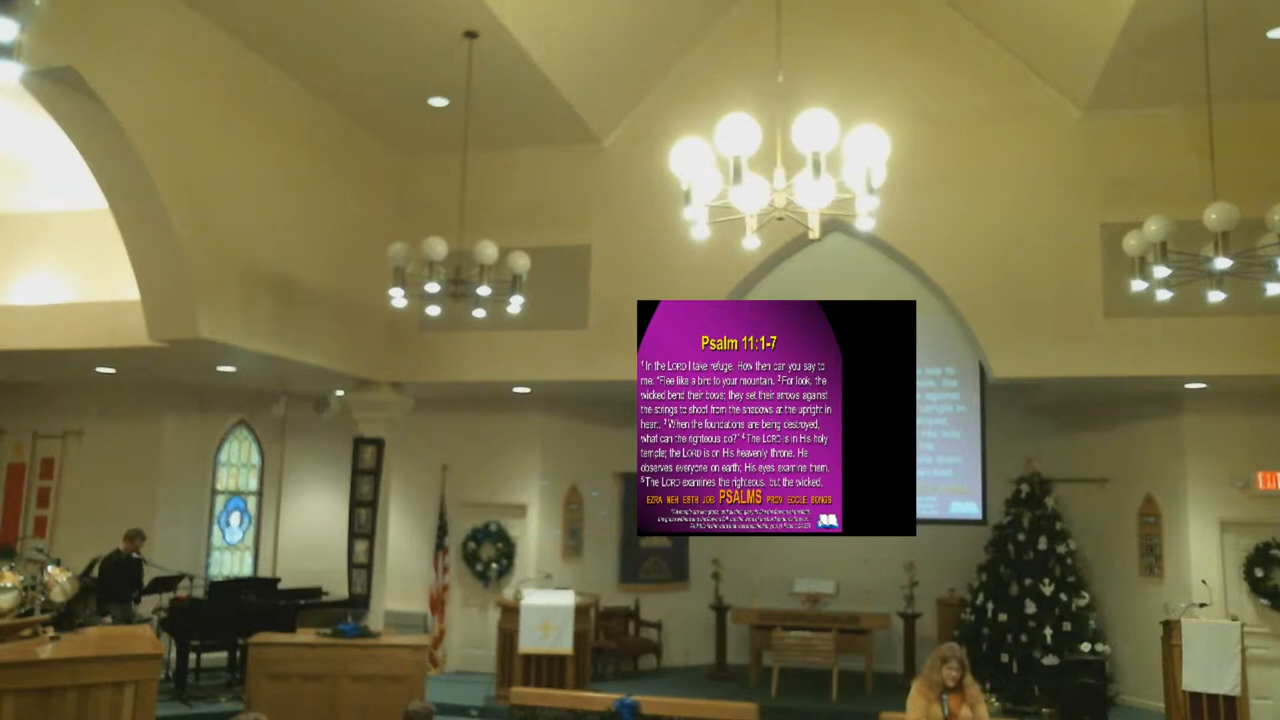 Psalm 11:1-7
1 In the LORD I take refuge. How then can you say to
me: "Flee like a bird to your mountain. 2 For look, the
wicked bend their bows; they set their arrows against
the strings to shoot from the shadows at the upright in
heart. 3 When the foundations are being destroyed,
what can the righteous do?" 4 The LORD is in His holy
temple; the LORD is on His heavenly throne. He
observes everyone on earth; His eyes examine them.
5 The LORD examines the righteous, but the wicked,
EZRA NEH ESTH JOB PSALMS PROV ECCLE SONGS